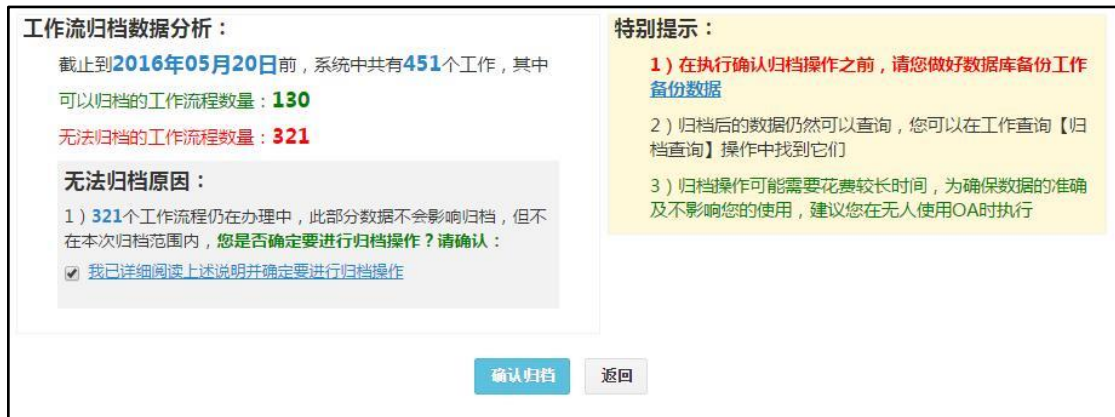 工作流归档数据分析：
截止到2016年05月20日前，系统中共有451个工作，其中
可以归档的工作流程数量：130
无法归档的工作流程数量：321
无法归档原因：
1）321个工作流程仍在办理中，此部分数据不会影响归档，但不
在本次归档范围内，您是否确定要进行归档操作？请确认：
我已详细阅读上述说明并确定要进行归档操作
特别提示：
1）在执行确认归档操作之前，请您做好数据库备份工作
备份数据
2）归档后的数据仍然可以查询，您可以在工作查询【归
档查询】操作中找到它们
3）归档操作可能需要花费较长时间，为确保数据的准确
及不影响您的使用，建议您在无人使用OA时执行
确认归档
返回